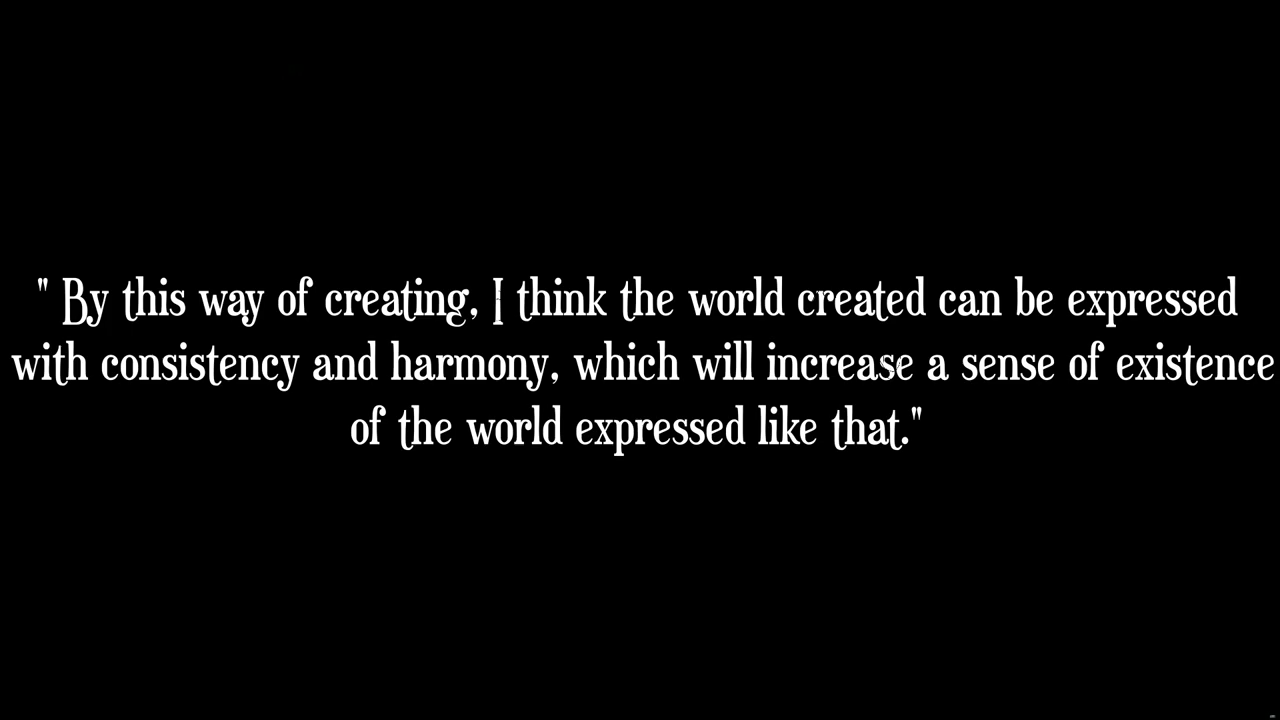 " By this way of creating, I think the world created can be expressed
with consistency and harmony, which will increase a sense of existence
of the world expressed like that."